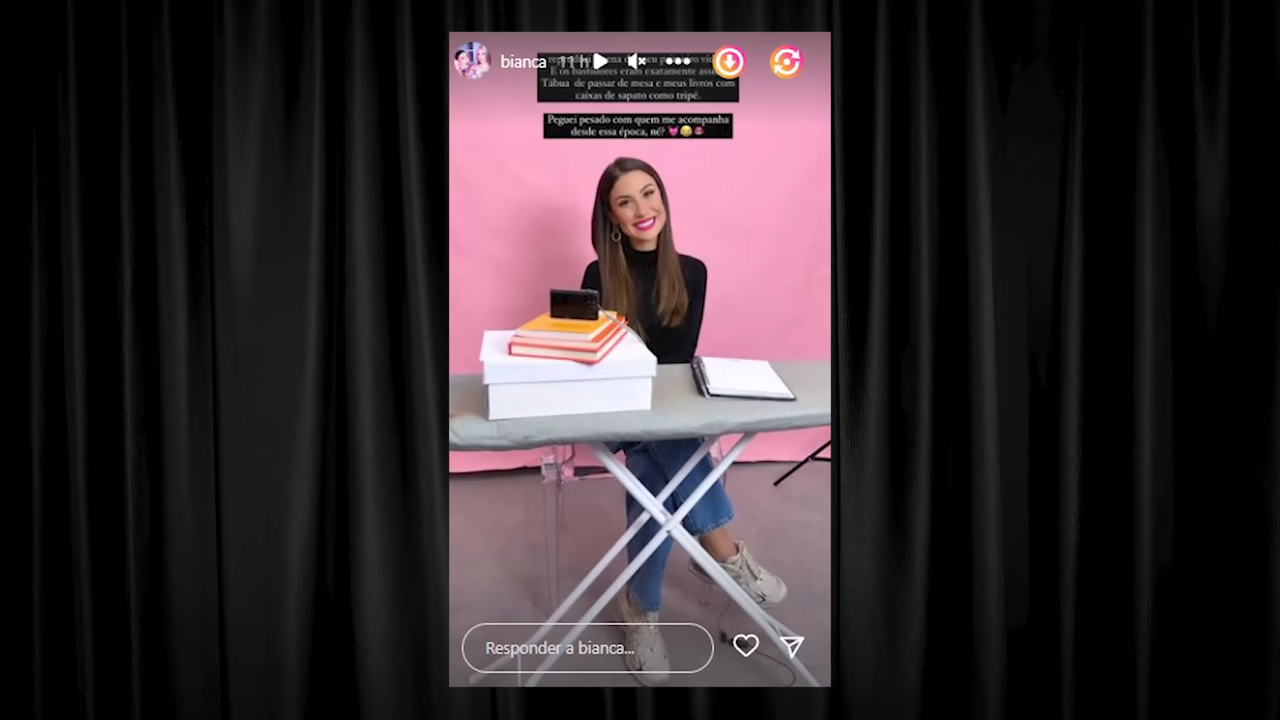 bianca 11 h
E os bastidores eram exatamente
Tábua de passar de mesa e meus livros com
caixas de sapato como tripé.
Peguei pesado com quem me acompanha
desde essa época, né? 💓😂🙈
Responder a bianca...